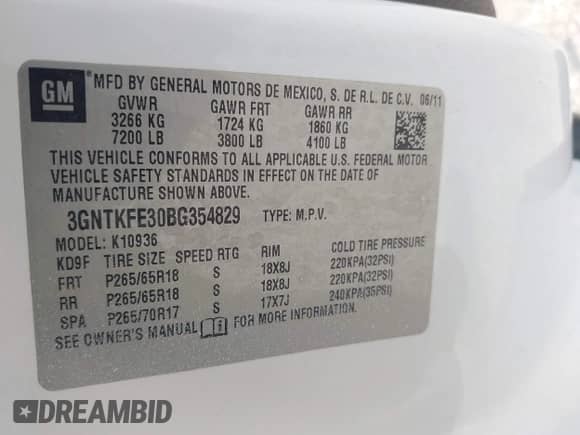 GM
® MFD BY GENERAL MOTORS DE MEXICO, S. DE R.L. DE C.V. 06/11
GVWR GAWR FRT GAWR RR
3266 KG 1724 KG 1860 KG
7200 LB 3800 LB 4100 LB
THIS VEHICLE CONFORMS TO ALL APPLICABLE U.S. FEDERAL MOTOR
VEHICLE SAFETY STANDARDS IN EFFECT ON THE DATE OF
MANUFACTURE SHOWN ABOVE.
3GNTKFE30BG354829 TYPE: M.P.V.
MODEL: K10936
KD9F TIRE SIZE SPEED RTG RIM COLD TIRE PRESSURE
FRT P265/65R18 S 18X8J 220KPA(32PSI)
RR P265/65R18 S 18X8J 220KPA(32PSI)
SPA P265/70R17 S 17X7J 240KPA(35PSI)
SEE OWNER'S MANUAL FOR MORE INFORMATION.
DREAMBID